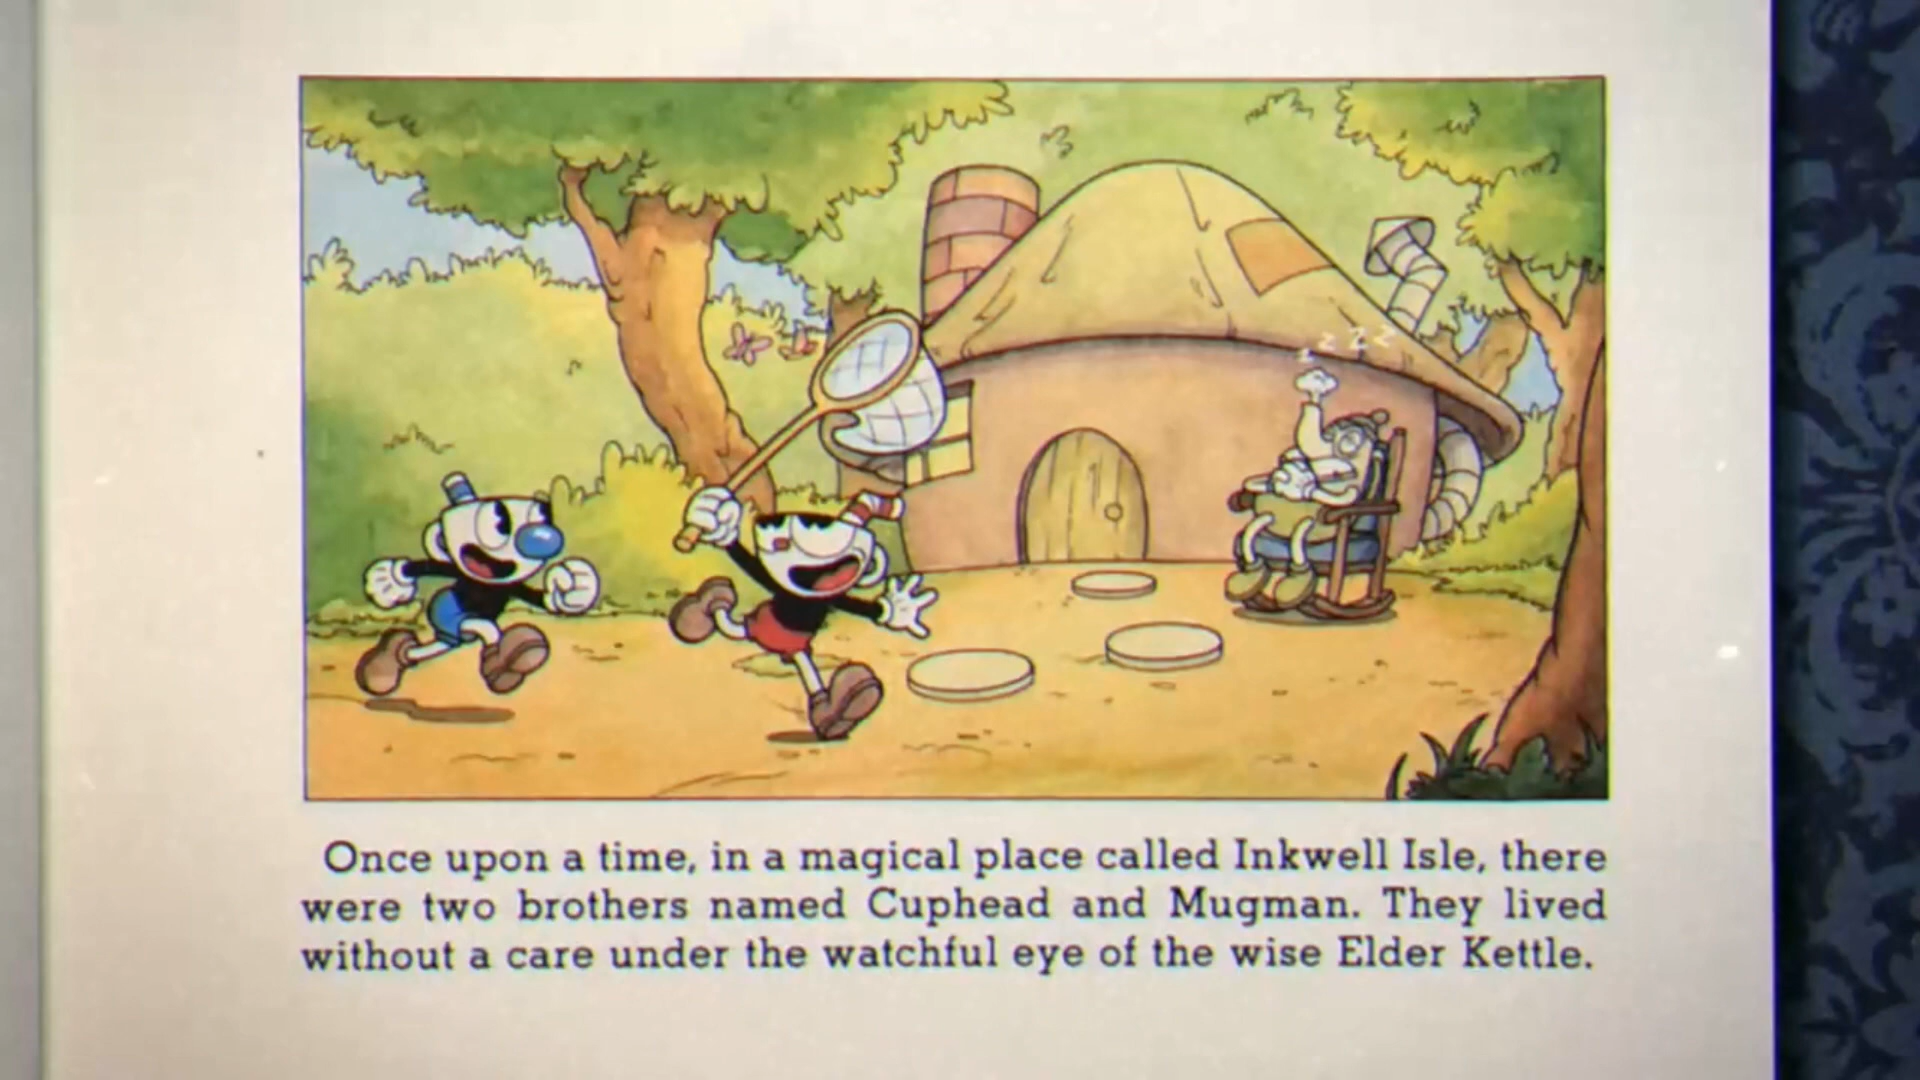 z z z z
Once upon a time, in a magical place called Inkwell Isle, there
were two brothers named Cuphead and Mugman. They lived
without a care under the watchful eye of the wise Elder Kettle.